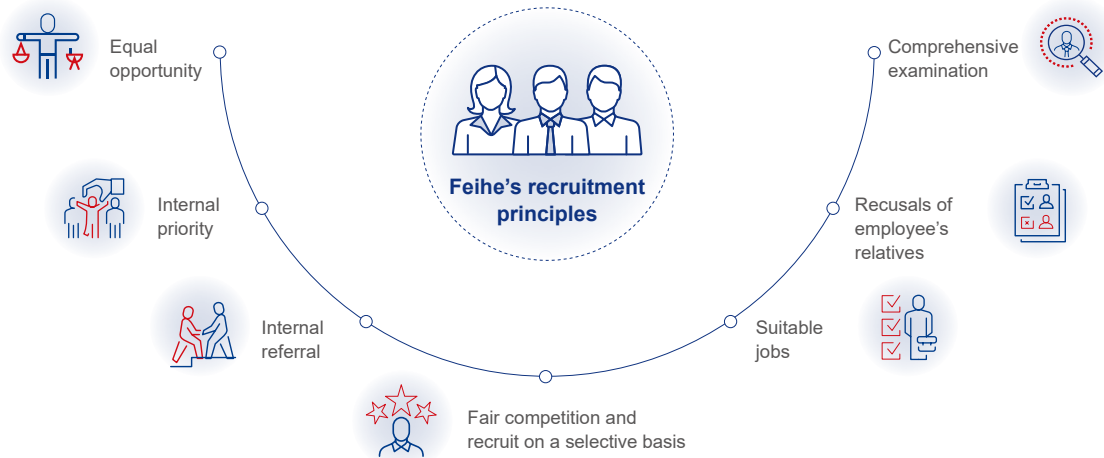 Equal
opportunity
Internal
priority
Internal
referral
Fair competition and
recruit on a selective basis
Suitable
jobs
Recusals of
employee’s
relatives
Comprehensive
examination
Feihe’s recruitment
principles